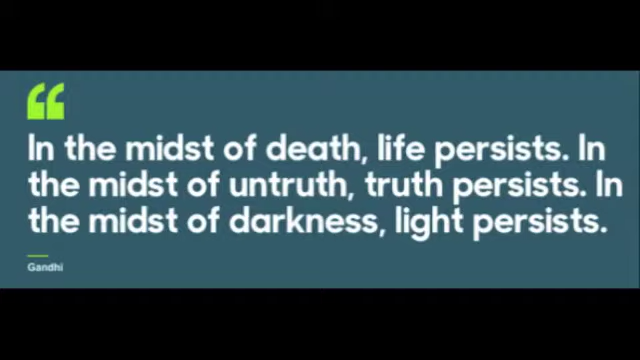 “
In the midst of death, life persists. In
the midst of untruth, truth persists. In
the midst of darkness, light persists.
Gandhi